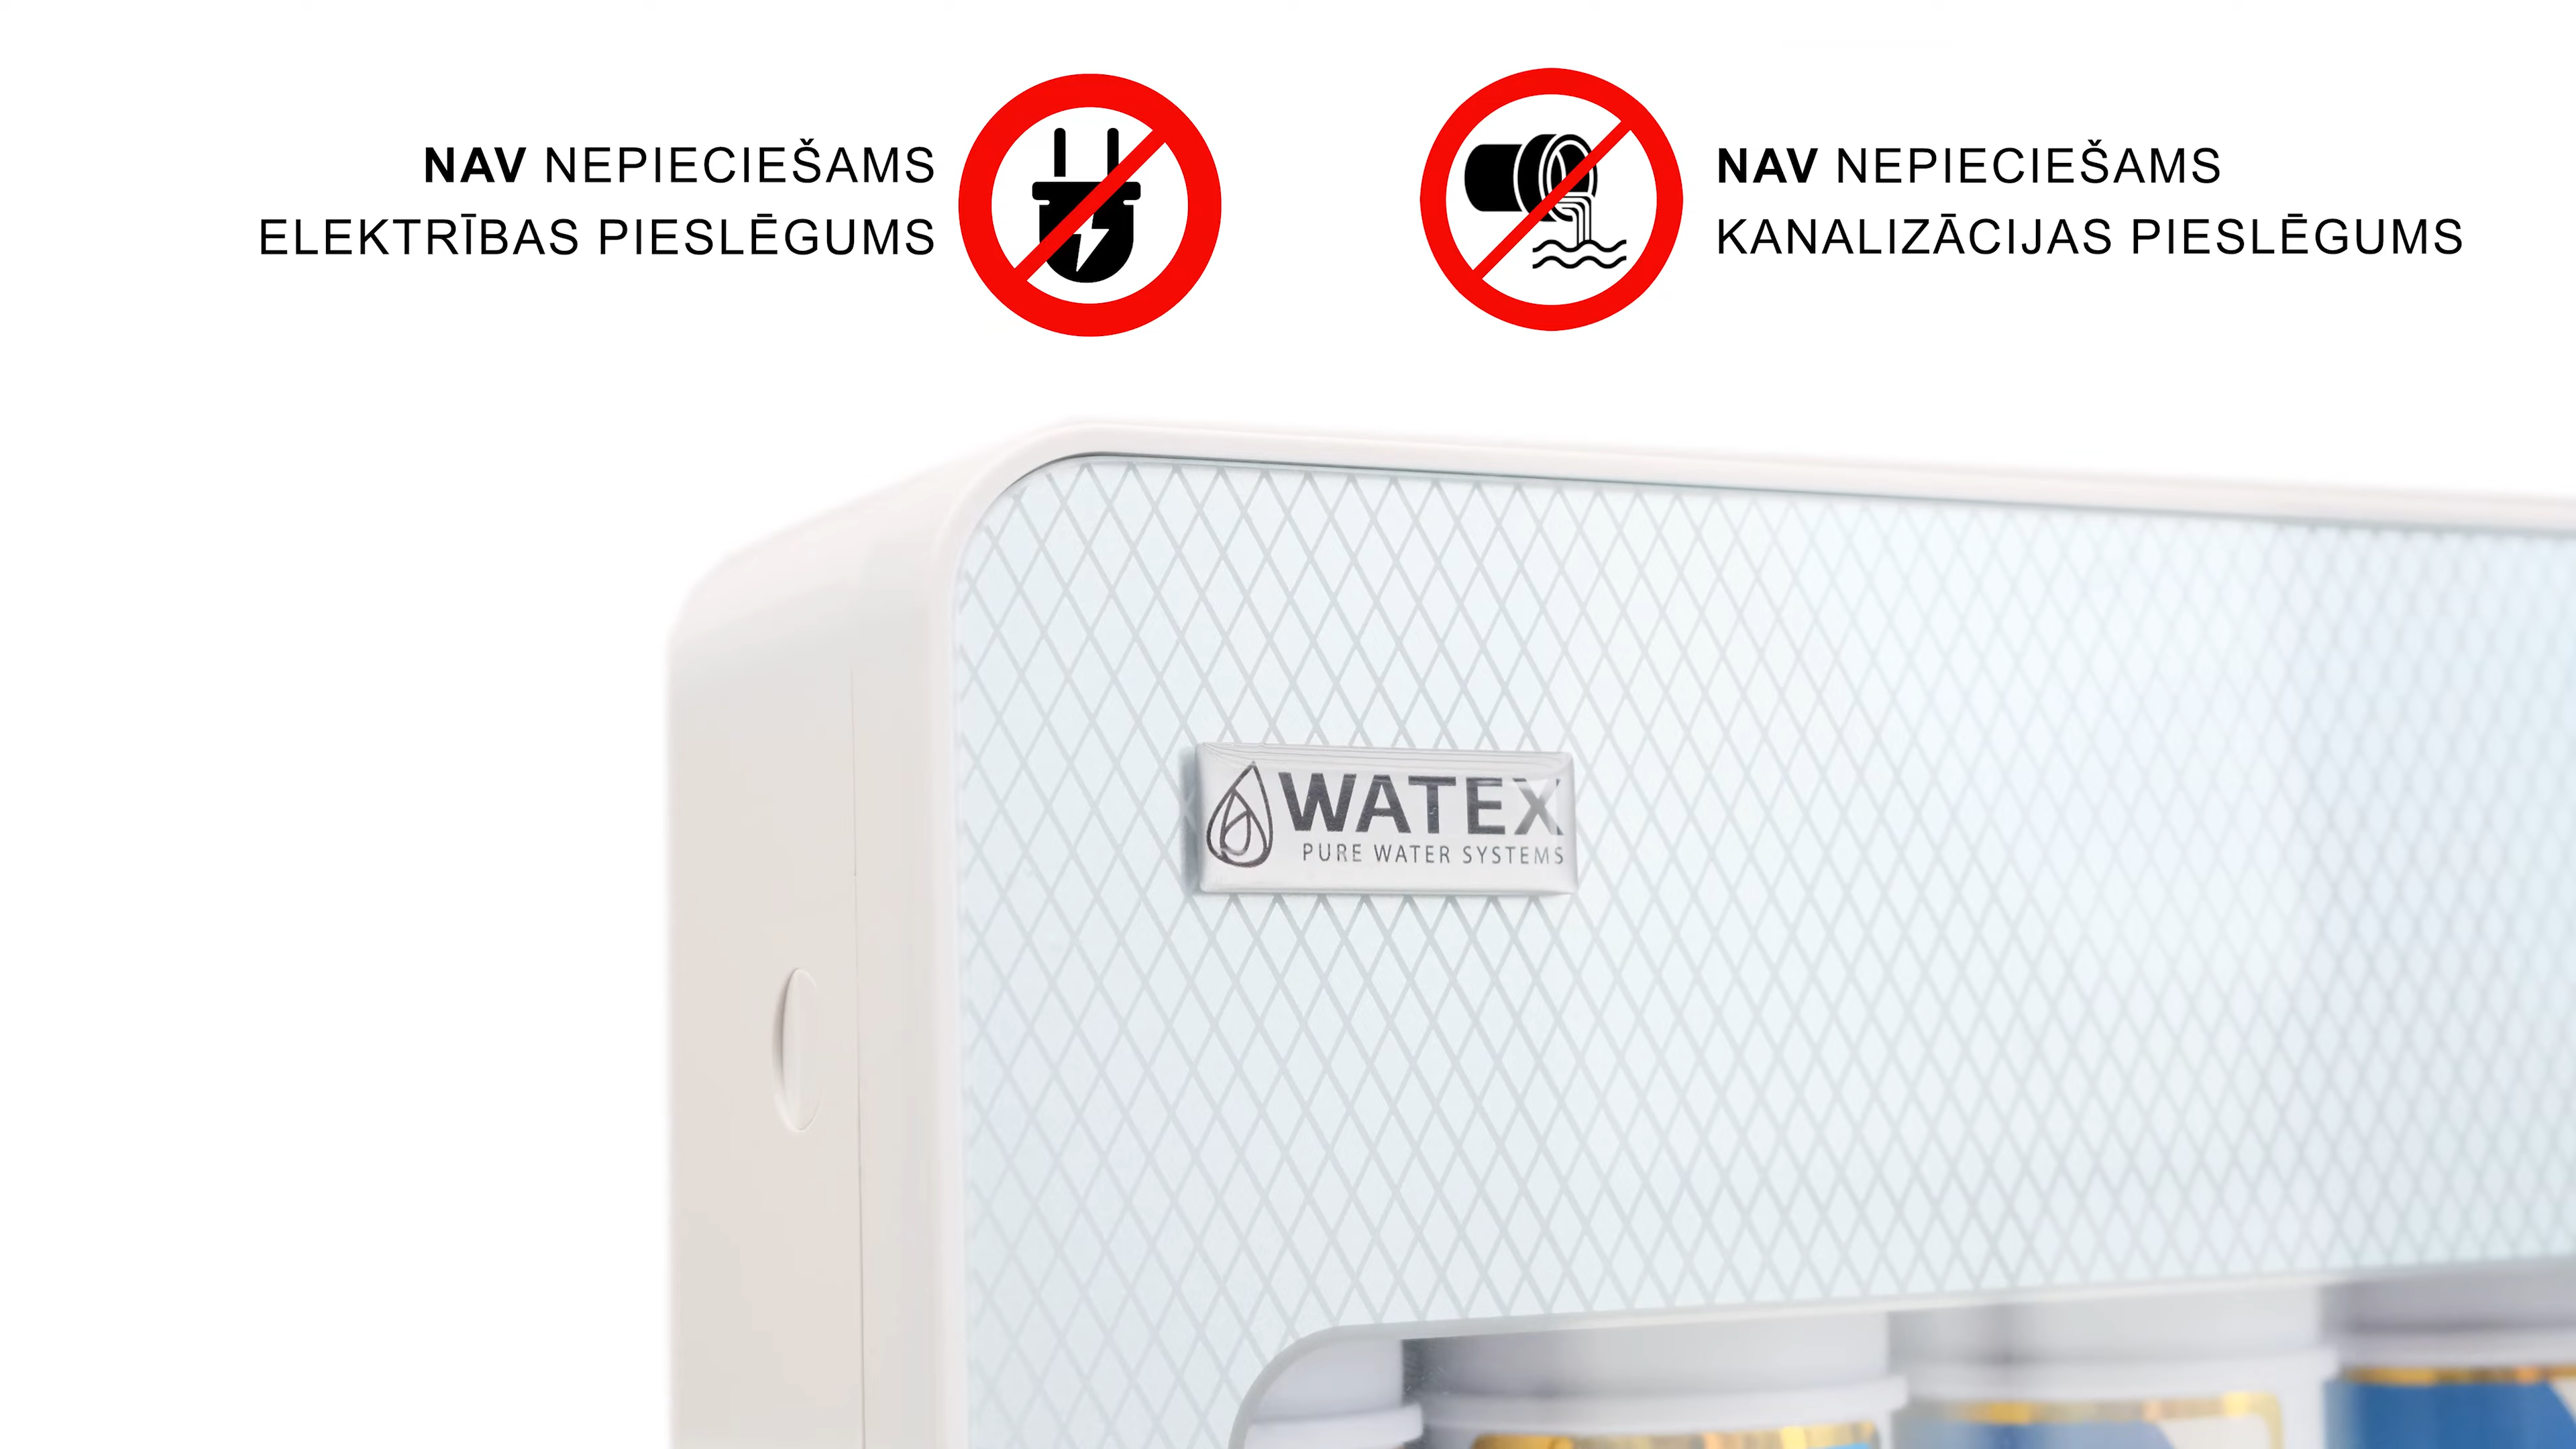 NAV NEPIECIEŠAMS
ELEKTRĪBAS PIESLĒGUMS
NAV NEPIECIEŠAMS
KANALIZĀCIJAS PIESLĒGUMS
WATEX
PURE WATER SYSTEMS